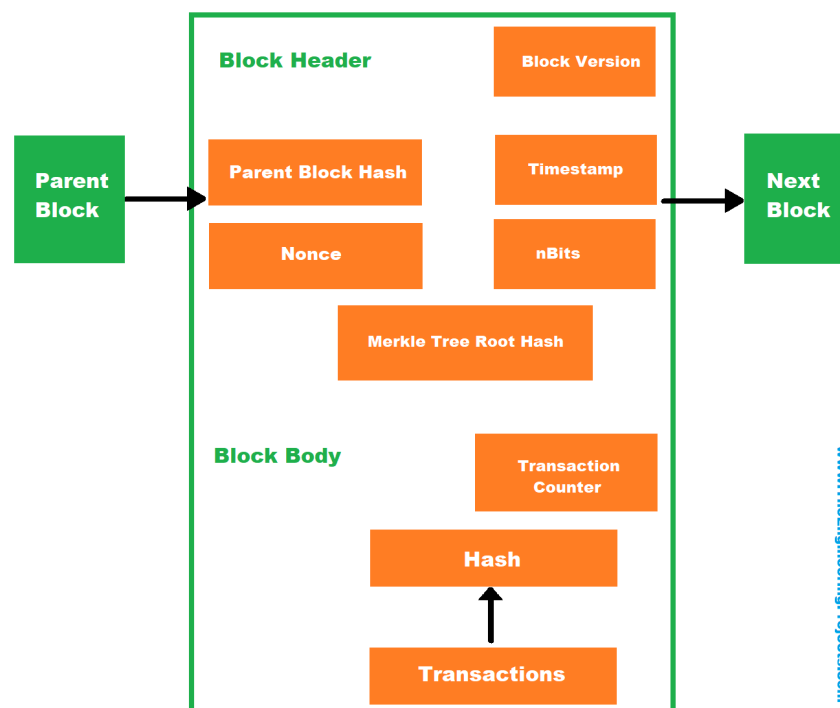 Block Header
Block Version
Parent
Block
Parent Block Hash
Timestamp
Next
Block
Nonce
nBits
Merkle Tree Root Hash
Block Body
Transaction
Counter
Hash
Transactions